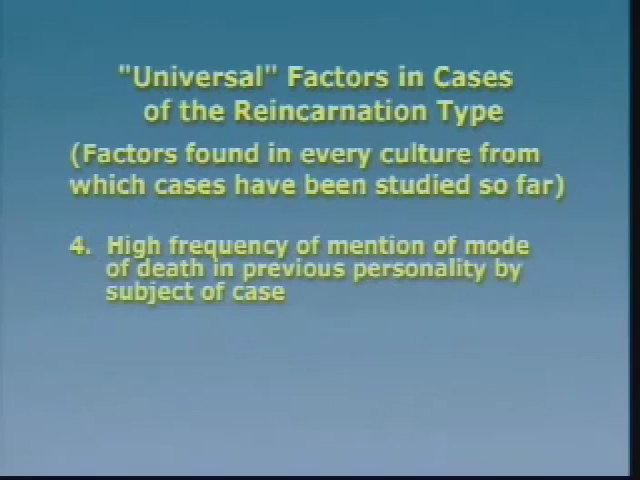 "Universal" Factors in Cases
of the Reincarnation Type
(Factors found in every culture from
which cases have been studied so far)
4. High frequency of mention of mode
of death in previous personality by
subject of case